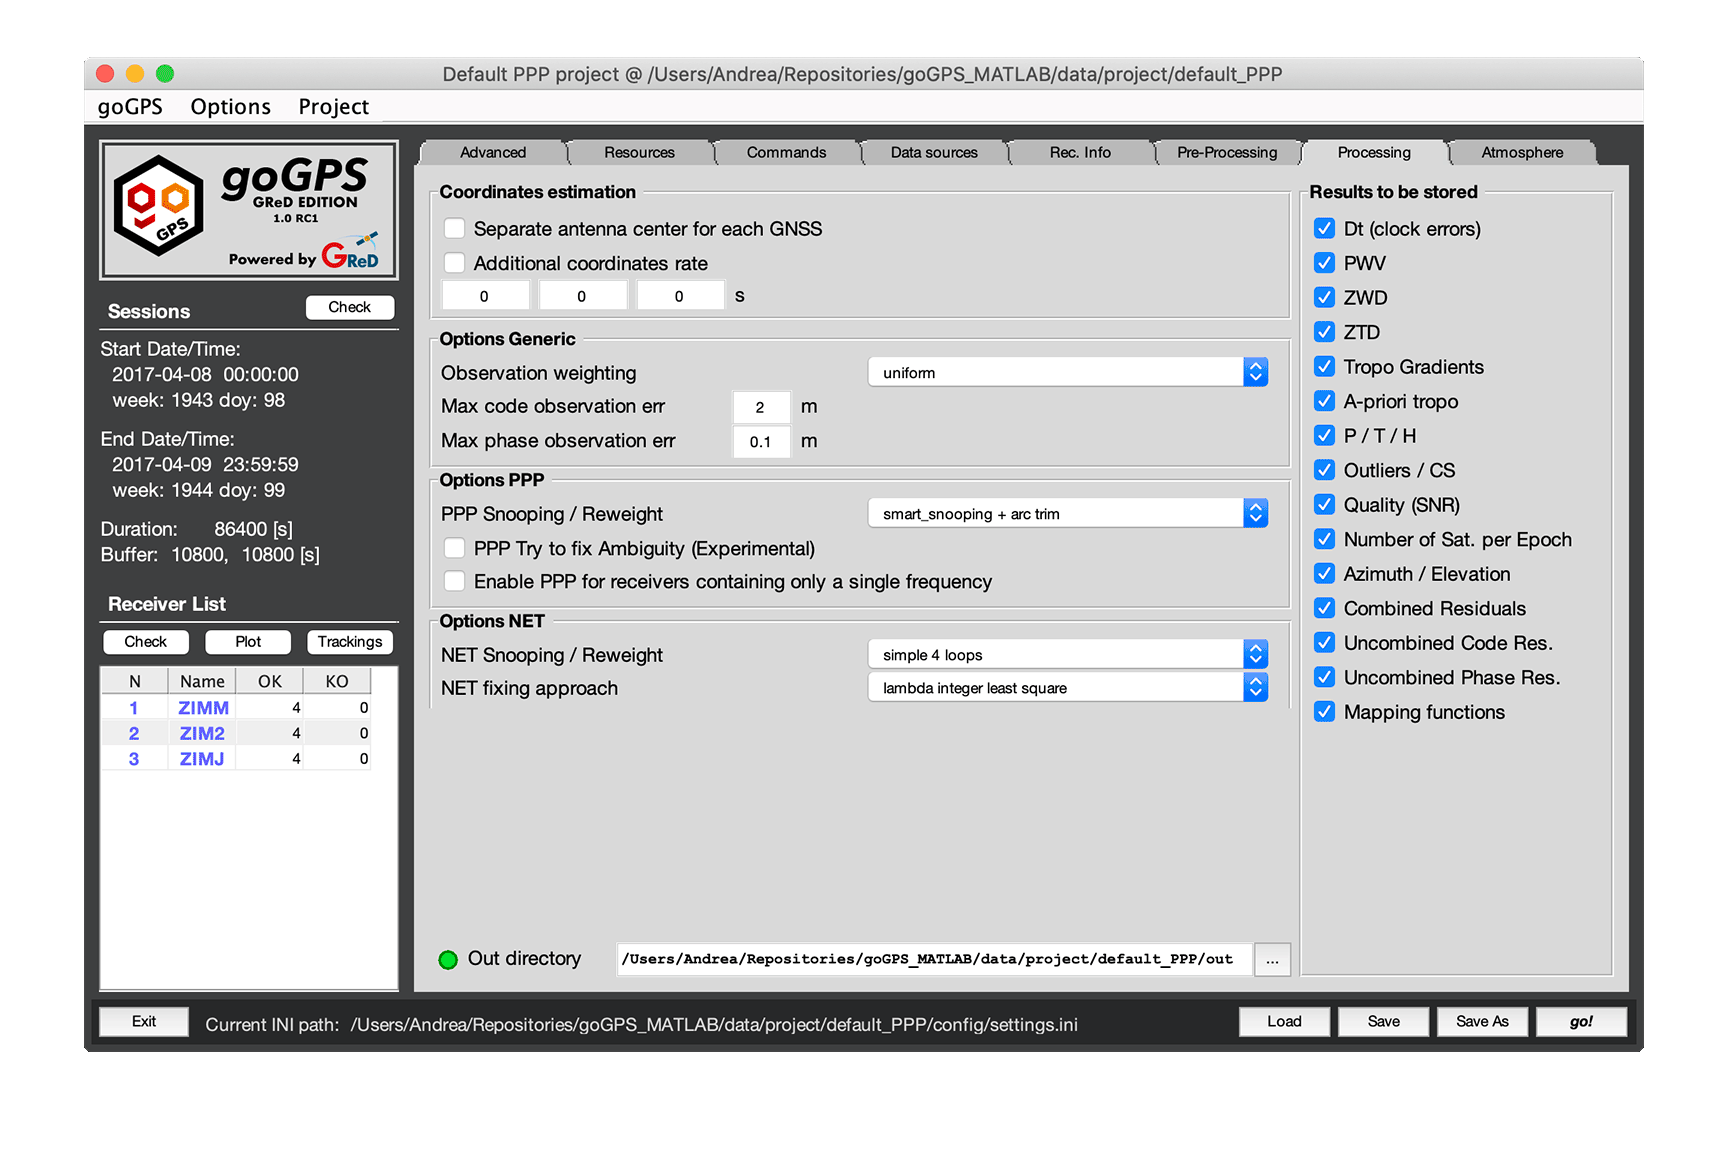 Default PPP project @ /Users/Andrea/Repositories/goGPS_MATLAB/data/project/default_PPP
goGPS Options Project
go GPS
goGPS
GReD EDITION
1.0 RC1
Powered by GReD
Sessions Check
Start Date/Time:
2017-04-08 00:00:00
week: 1943 doy: 98
End Date/Time:
2017-04-09 23:59:59
week: 1944 doy: 99
Duration: 86400 [s]
Buffer: 10800, 10800 [s]
Receiver List
Check Plot Trackings
N Name OK KO
1 ZIMM 4 0
2 ZIM2 4 0
3 ZIMJ 4 0
Advanced Resources Commands Data sources Rec. Info Pre-Processing Processing Atmosphere
Coordinates estimation
Separate antenna center for each GNSS
Additional coordinates rate
0 0 0 s
Options Generic
Observation weighting uniform
Max code observation err 2 m
Max phase observation err 0.1 m
Options PPP
PPP Snooping / Reweight smart_snooping + arc trim
PPP Try to fix Ambiguity (Experimental)
Enable PPP for receivers containing only a single frequency
Options NET
NET Snooping / Reweight simple 4 loops
NET fixing approach lambda integer least square
Results to be stored
Dt (clock errors)
PWV
ZWD
ZTD
Tropo Gradients
A-priori tropo
P / T / H
Outliers / CS
Quality (SNR)
Number of Sat. per Epoch
Azimuth / Elevation
Combined Residuals
Uncombined Code Res.
Uncombined Phase Res.
Mapping functions
Out directory /Users/Andrea/Repositories/goGPS_MATLAB/data/project/default_PPP/out ...
Exit Current INI path: /Users/Andrea/Repositories/goGPS_MATLAB/data/project/default_PPP/config/settings.ini Load Save Save As go!